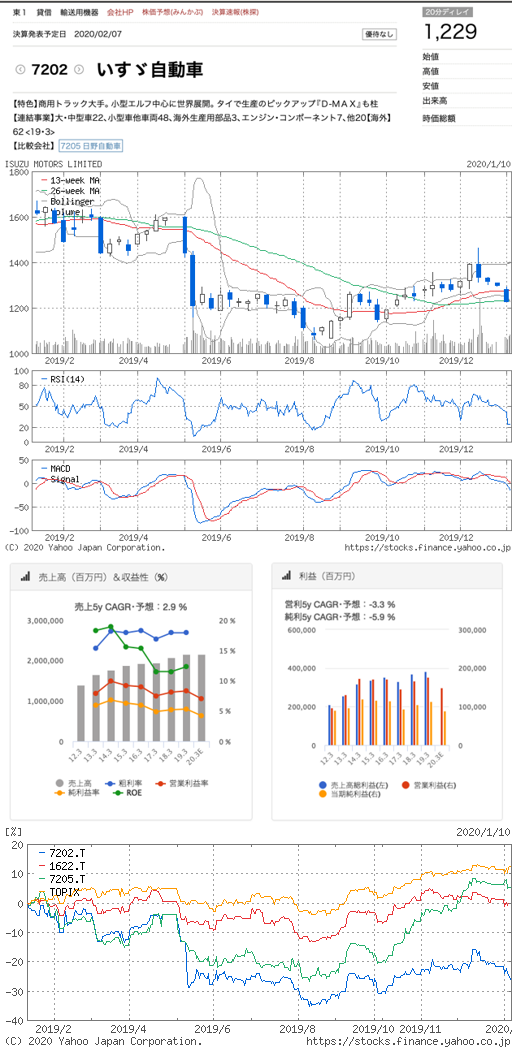 東1 貸借 輸送用機器 会社HP 株価予想(みんかぶ) 決算速報(株探)
20分ディレイ
決算発表予定日 2020/02/07
優待なし
1,229
7202 いすゞ自動車
始値
高値
安値
出来高
時価総額
【特色】商用トラック大手。小型エルフ中心に世界展開。タイで生産のピックアップ『D-MAX』も柱
【連結事業】大・中型車22、小型車他車両48、海外生産用部品3、エンジン・コンポーネント7、他20【海外】
62 <19・3>
【比較会社】 7205 日野自動車
ISUZU MOTORS LIMITED 2020/1/10
1800
1600
1400
1200
1000
13-week MA
26-week MA
Bollinger
Volume
2019/2 2019/4 2019/6 2019/8 2019/10 2019/12
100
50
0
RSI(14)
2019/2 2019/4 2019/6 2019/8 2019/10 2019/12
50
0
-50
-100
MACD
Signal
2019/2 2019/4 2019/6 2019/8 2019/10 2019/12
(C) 2020 Yahoo Japan Corporation. https://stocks.finance.yahoo.co.jp
売上高（百万円）＆収益性（%）
売上5y CAGR・予想： 2.9 %
3,000,000
2,000,000
1,000,000
0
20 %
15 %
10 %
5 %
0 %
12.3 13.3 14.3 15.3 16.3 17.3 18.3 19.3 20.3E
売上高 粗利率 営業利益率
純利益率 ROE
利益（百万円）
営利5y CAGR・予想： -3.3 %
純利5y CAGR・予想： -5.9 %
600,000
400,000
200,000
0
300,000
200,000
100,000
0
12.3 13.3 14.3 15.3 16.3 17.3 18.3 19.3 20.3E
売上高総利益(左) 営業利益(右)
当期純利益(右)
[%] 2020/1/10
20
10
0
-10
-20
-30
-40
7202.T
1622.T
7205.T
TOPIX
2019/2 2019/4 2019/6 2019/8 2019/10 2019/11 2020/
(C) 2020 Yahoo Japan Corporation. https://stocks.finance.yahoo.co.jp